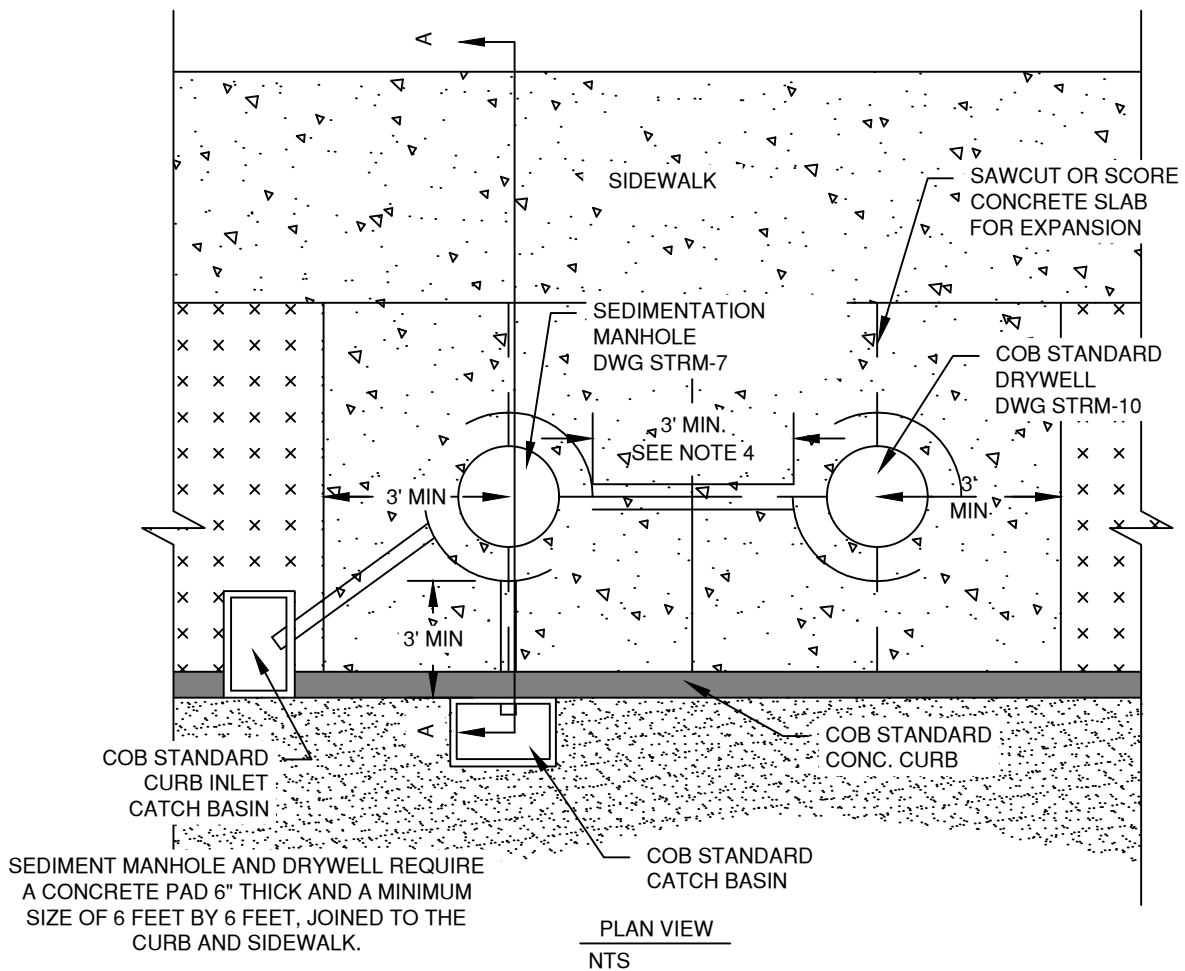 A
SIDEWALK
SAWCUT OR SCORE
CONCRETE SLAB
FOR EXPANSION
SEDIMENTATION
MANHOLE
DWG STRM-7
COB STANDARD
DRYWELL
DWG STRM-10
3' MIN.
SEE NOTE 4
3' MIN
3'
MIN
3' MIN
A
COB STANDARD
CURB INLET
CATCH BASIN
COB STANDARD
CONC. CURB
COB STANDARD
CATCH BASIN
SEDIMENT MANHOLE AND DRYWELL REQUIRE
A CONCRETE PAD 6" THICK AND A MINIMUM
SIZE OF 6 FEET BY 6 FEET, JOINED TO THE
CURB AND SIDEWALK.
PLAN VIEW
NTS